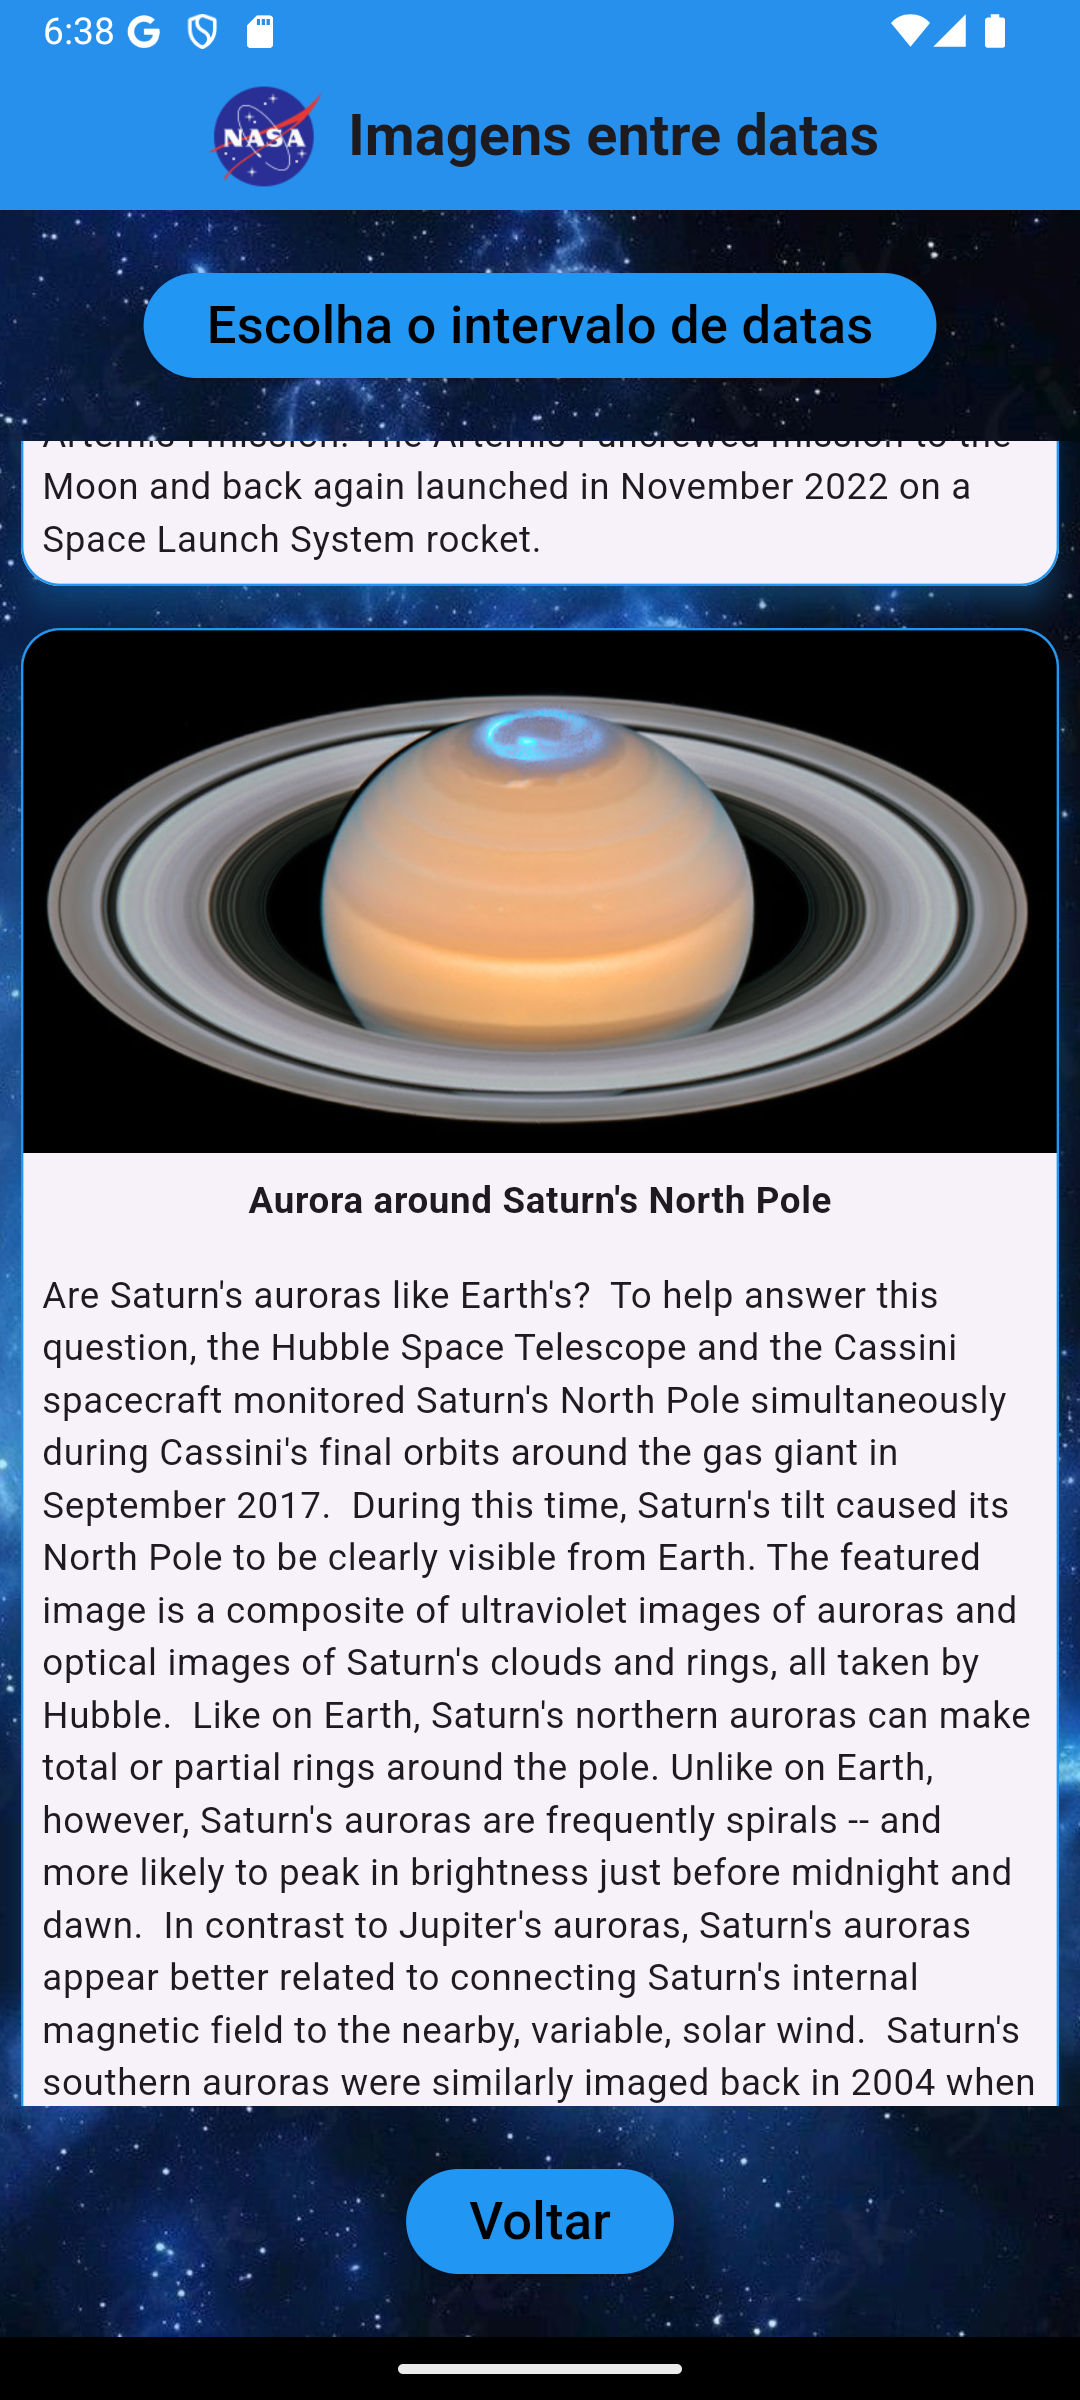 6:38
NASA
Imagens entre datas
Escolha o intervalo de datas
Artemis I mission. The Artemis I uncrewed mission to the
Moon and back again launched in November 2022 on a
Space Launch System rocket.
Aurora around Saturn's North Pole
Are Saturn's auroras like Earth's?  To help answer this
question, the Hubble Space Telescope and the Cassini
spacecraft monitored Saturn's North Pole simultaneously
during Cassini's final orbits around the gas giant in
September 2017.  During this time, Saturn's tilt caused its
North Pole to be clearly visible from Earth. The featured
image is a composite of ultraviolet images of auroras and
optical images of Saturn's clouds and rings, all taken by
Hubble.  Like on Earth, Saturn's northern auroras can make
total or partial rings around the pole. Unlike on Earth,
however, Saturn's auroras are frequently spirals -- and
more likely to peak in brightness just before midnight and
dawn.  In contrast to Jupiter's auroras, Saturn's auroras
appear better related to connecting Saturn's internal
magnetic field to the nearby, variable, solar wind.  Saturn's
southern auroras were similarly imaged back in 2004 when
Voltar